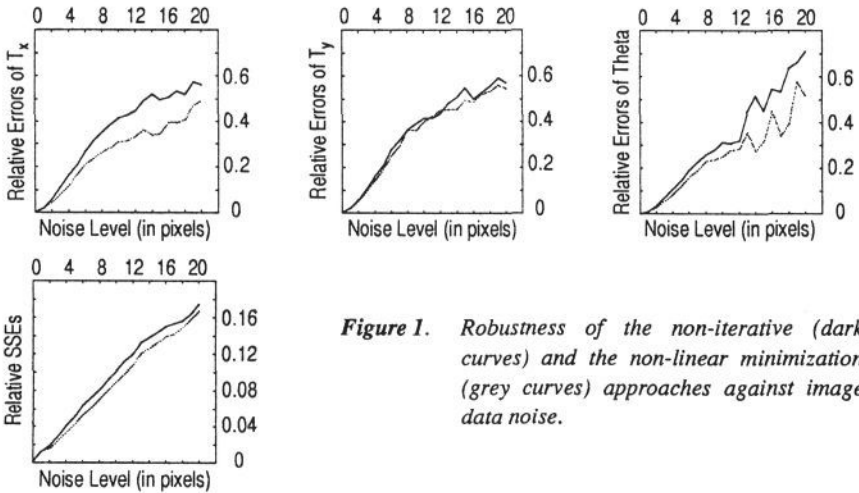 0 4 8 12 16 20
Relative Errors of Tx
0.6
0.4
0.2
0
Noise Level (in pixels)
0 4 8 12 16 20
Relative Errors of Ty
0.6
0.4
0.2
0
Noise Level (in pixels)
0 4 8 12 16 20
Relative Errors of Theta
0.6
0.4
0.2
0
Noise Level (in pixels)
0 4 8 12 16 20
Relative SSEs
0.16
0.12
0.08
0.04
0
Noise Level (in pixels)
Figure 1. Robustness of the non-iterative (dark
curves) and the non-linear minimization
(grey curves) approaches against image
data noise.